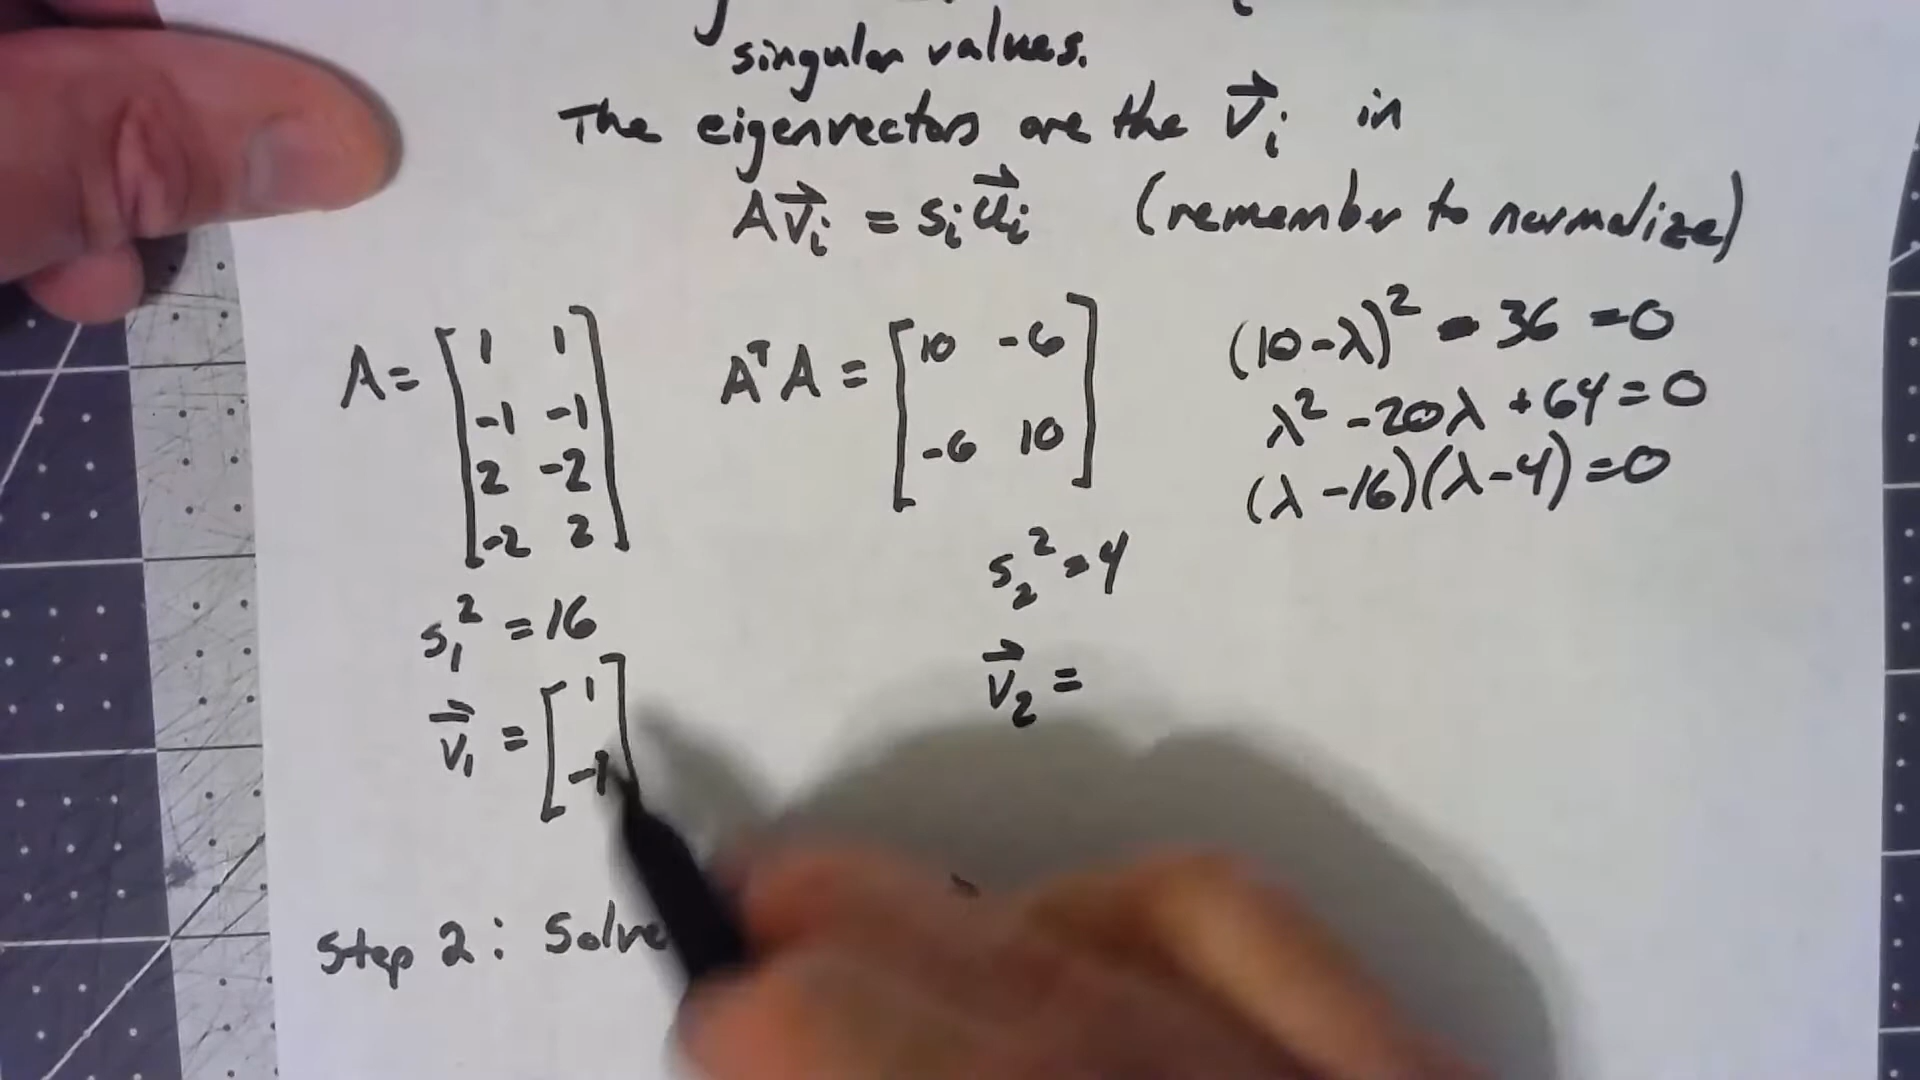 singular values.
The eigenvectors are the v⃗ᵢ in
Av⃗ᵢ = sᵢu⃗ᵢ (remember to normalize)
A = [1 1; -1 -1; 2 -2; -2 2]
AᵀA = [10 -6; -6 10]
(10-λ)² - 36 = 0
λ² - 20λ + 64 = 0
(λ - 16)(λ - 4) = 0
s₁² = 16
v⃗₁ = [1; -1]
s₂² = 4
v⃗₂ =
Step 2: Solve